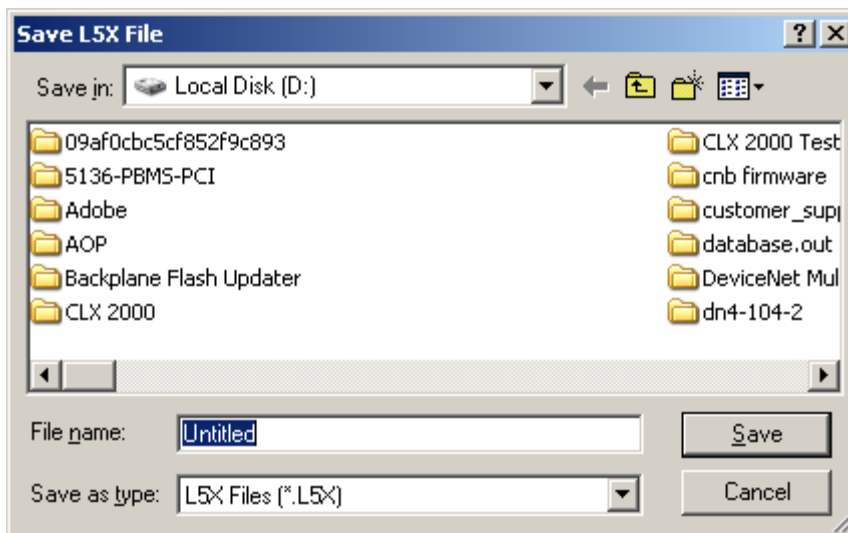 Save L5X File
Save in: Local Disk (D:)
09af0cbc5cf852f9c893
5136-PBMS-PCI
Adobe
AOP
Backplane Flash Updater
CLX 2000
CLX 2000 Test
cnb firmware
customer_supp
database.out
DeviceNet Mul
dn4-104-2
File name: Untitled
Save
Save as type: L5X Files (*.L5X)
Cancel